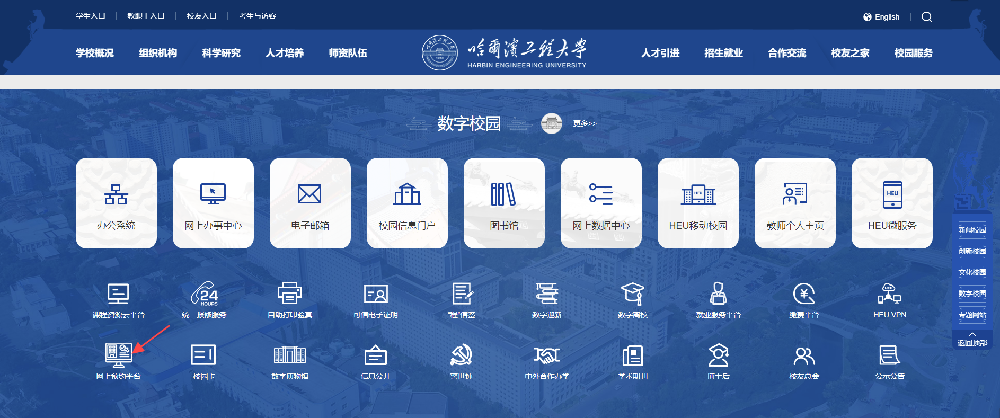 学生入口
教职工入口
校友入口
考生与访客
English
学校概况
组织机构
科学研究
人才培养
师资队伍
哈尔滨工程大学
HARBIN ENGINEERING UNIVERSITY
1953
人才引进
招生就业
合作交流
校友之家
校园服务
数字校园
更多>>
办公系统
网上办事中心
电子邮箱
校园信息门户
图书馆
网上数据中心
HEU
HEU移动校园
教师个人主页
HEU
HEU微服务
课程资源云平台
24
HOURS
统一报修服务
自助打印验真
可信电子证明
“程”信签
数字迎新
数字离校
就业服务平台
¥
缴费平台
HEU
HEU VPN
网上预约平台
校园卡
数字博物馆
信息公开
警世钟
中外合作办学
学术期刊
博士后
校友总会
公示公告
新闻校园
创新校园
文化校园
数字校园
专题网站
返回顶部